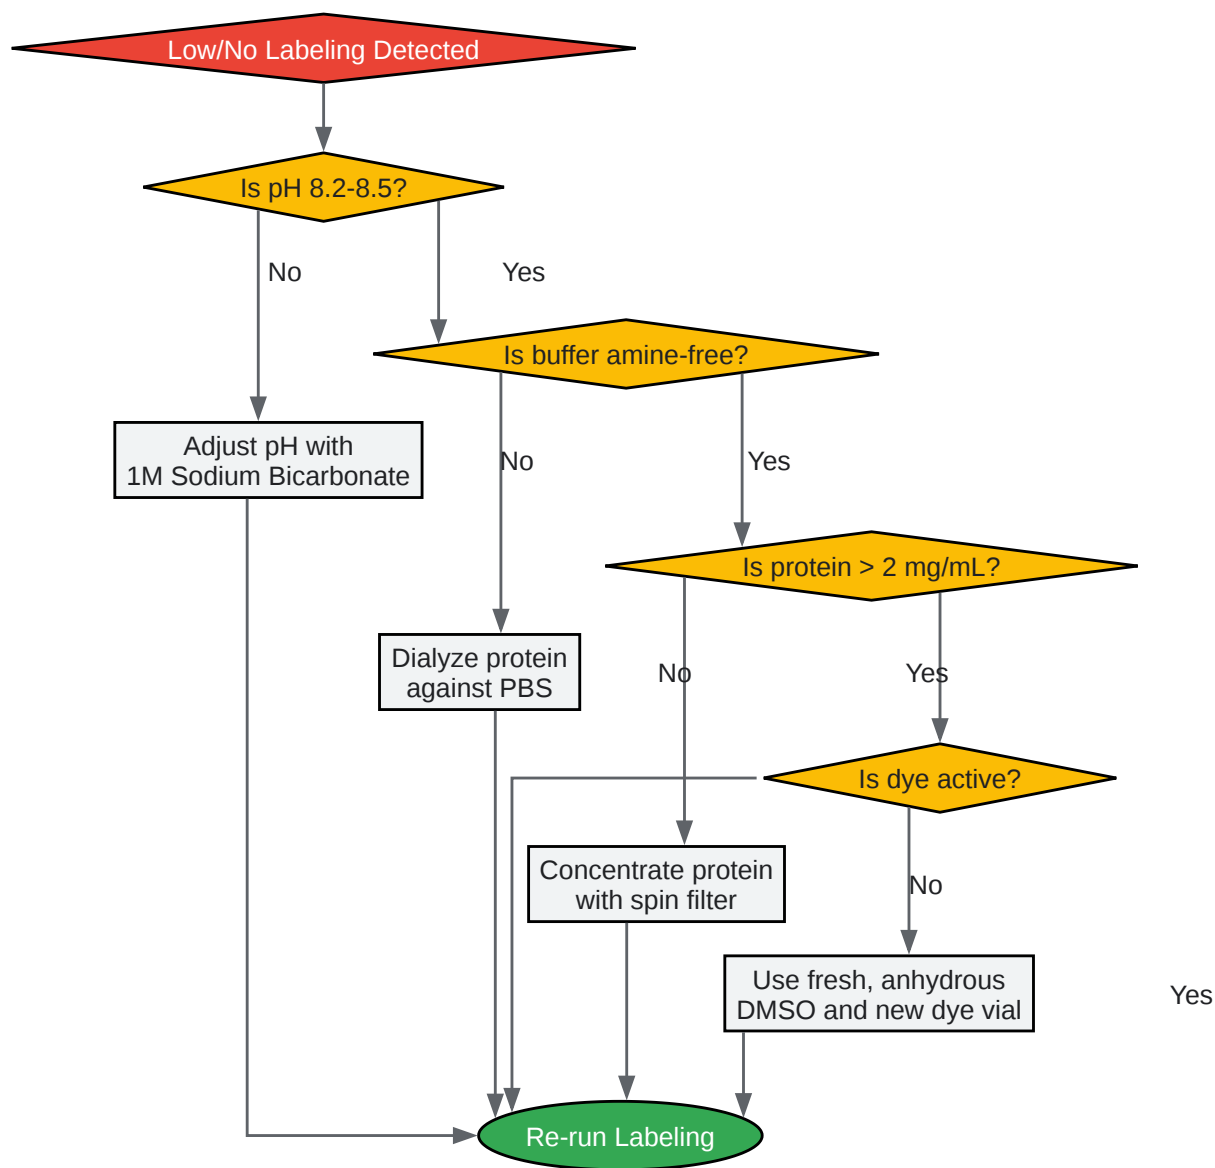 Low/No Labeling Detected
Is pH 8.2-8.5?
No
Yes
Is buffer amine-free?
Adjust pH with
1M Sodium Bicarbonate
No
Yes
Is protein > 2 mg/mL?
Dialyze protein
against PBS
No
Yes
Is dye active?
Concentrate protein
with spin filter
No
Use fresh, anhydrous
DMSO and new dye vial
Yes
Re-run Labeling